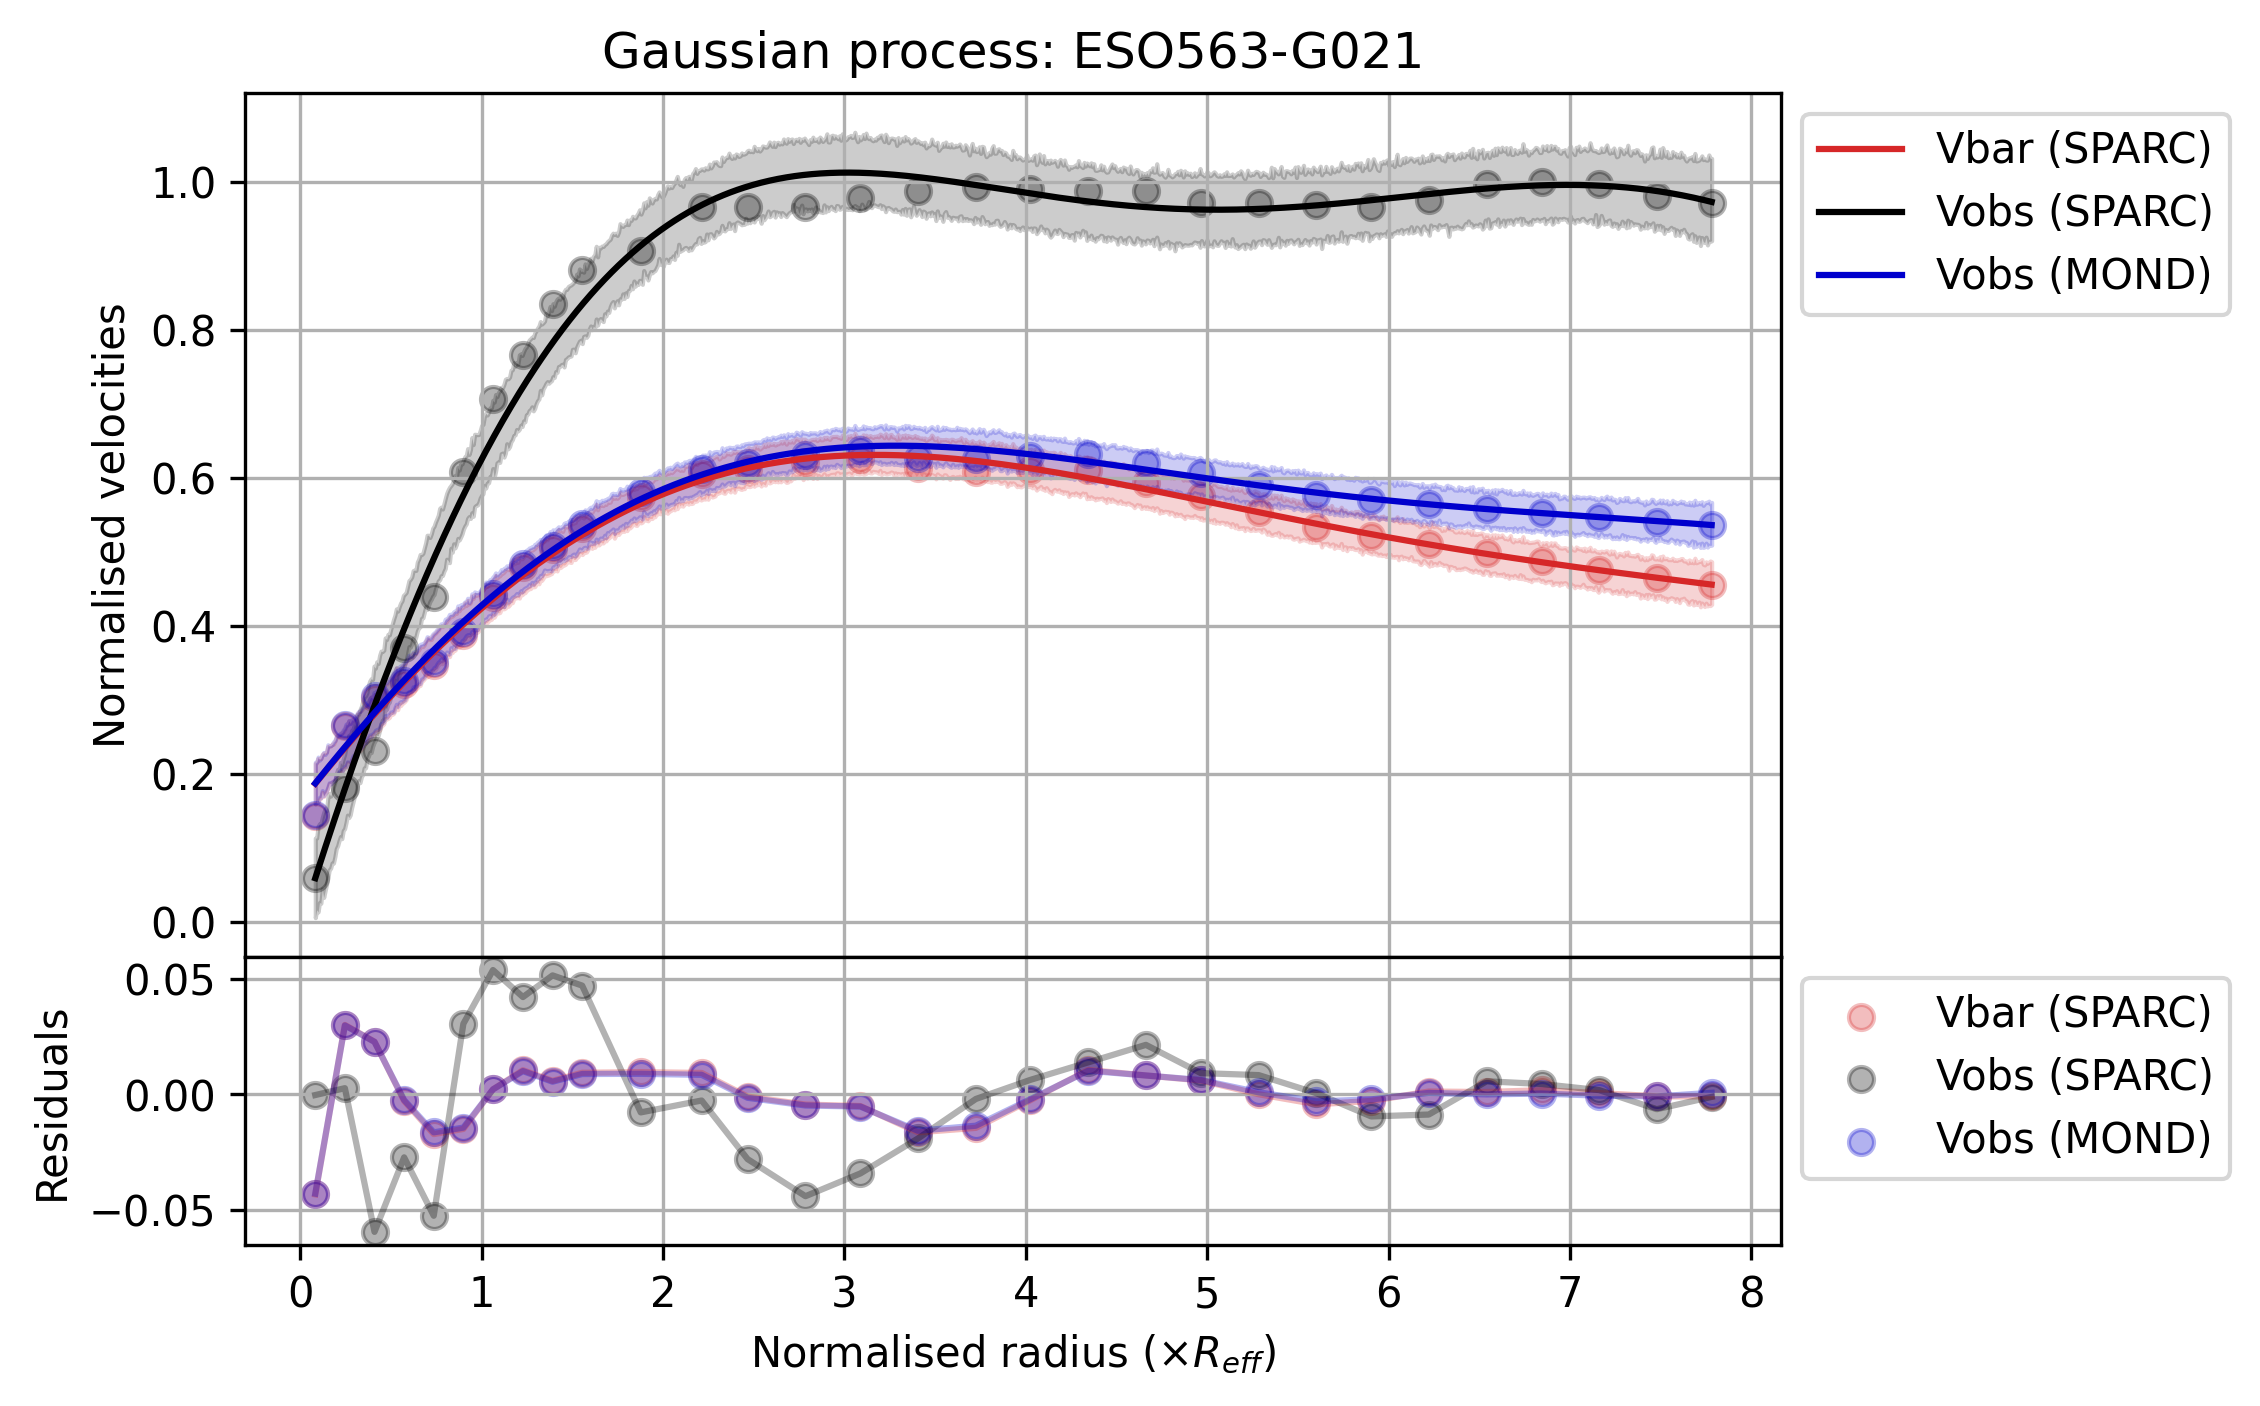 Gaussian process: ESO563-G021
Normalised velocities
1.0
0.8
0.6
0.4
0.2
0.0
Vbar (SPARC)
Vobs (SPARC)
Vobs (MOND)
Residuals
0.05
0.00
−0.05
Vbar (SPARC)
Vobs (SPARC)
Vobs (MOND)
0 1 2 3 4 5 6 7 8
Normalised radius (×R_eff)